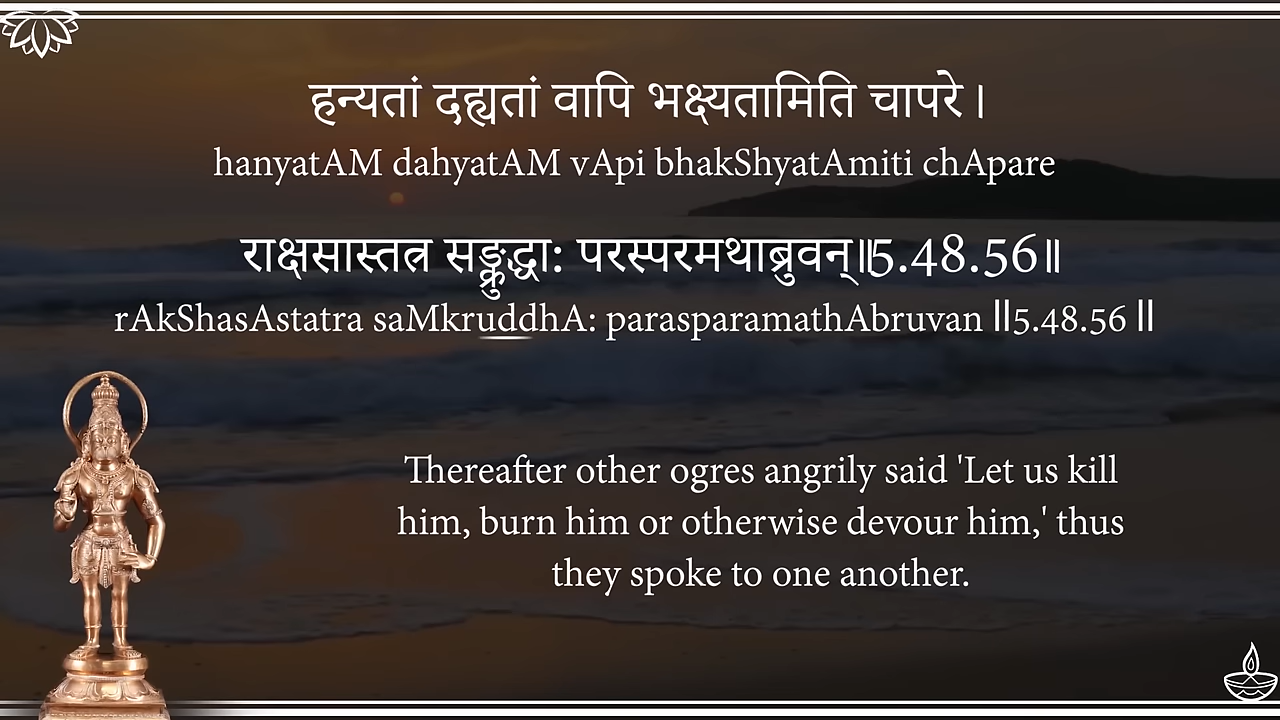 हन्यतां दह्यतां वापि भक्ष्यतामिति चापरे।
hanyatAM dahyatAM vApi bhakShyatAmiti chApare
राक्षसास्तत्र सङ्क्रुद्धा: परस्परमथाब्रुवन्॥5.48.56॥
rAkShasAstatra saMkruddhA: parasparamathAbruvan ॥5.48.56॥
Thereafter other ogres angrily said 'Let us kill
him, burn him or otherwise devour him,' thus
they spoke to one another.